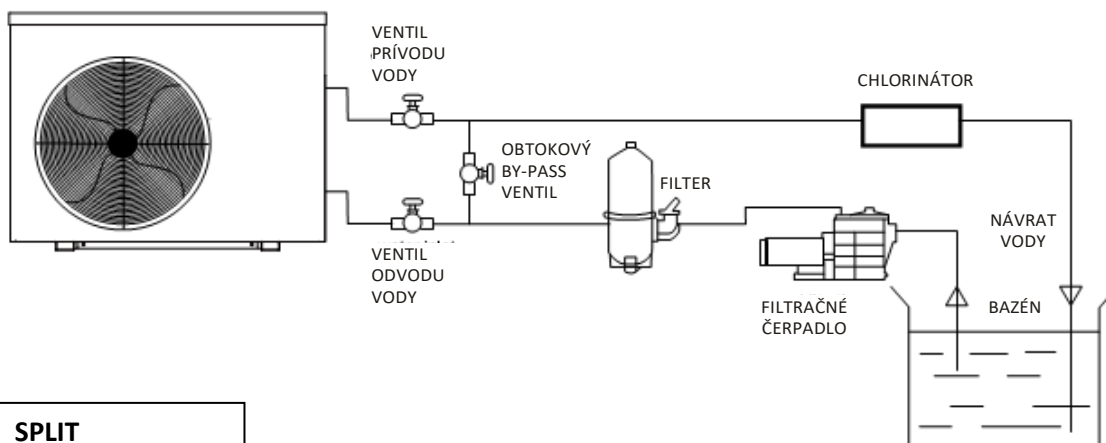 VENTIL
PRÍVODU
VODY
CHLORINÁTOR
OBTOKOVÝ
BY-PASS
VENTIL
FILTER
NÁVRAT
VODY
VENTIL
ODVODU
VODY
FILTRAČNÉ
ČERPADLO
BAZÉN
SPLIT